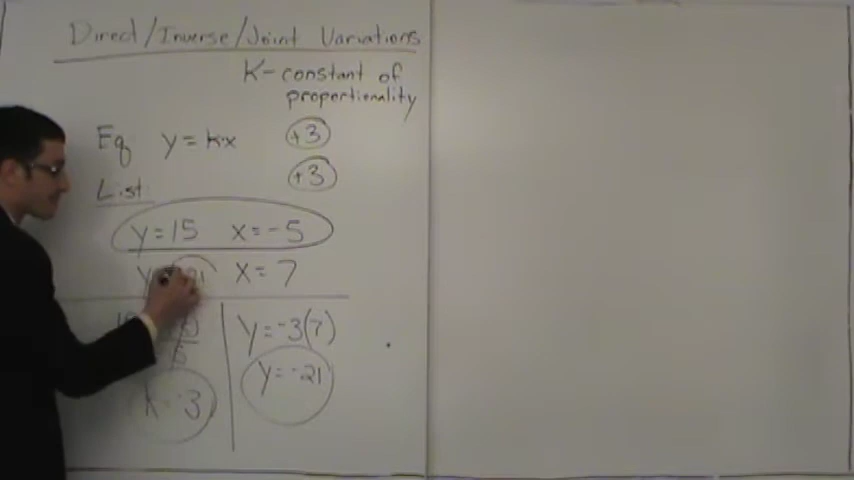 Direct/Inverse/Joint Variations
K-constant of
proportionality
Eq y=k·x +3
List: +3
y=15 x=-5
x=7
y=-3(7)
y=-21
-3